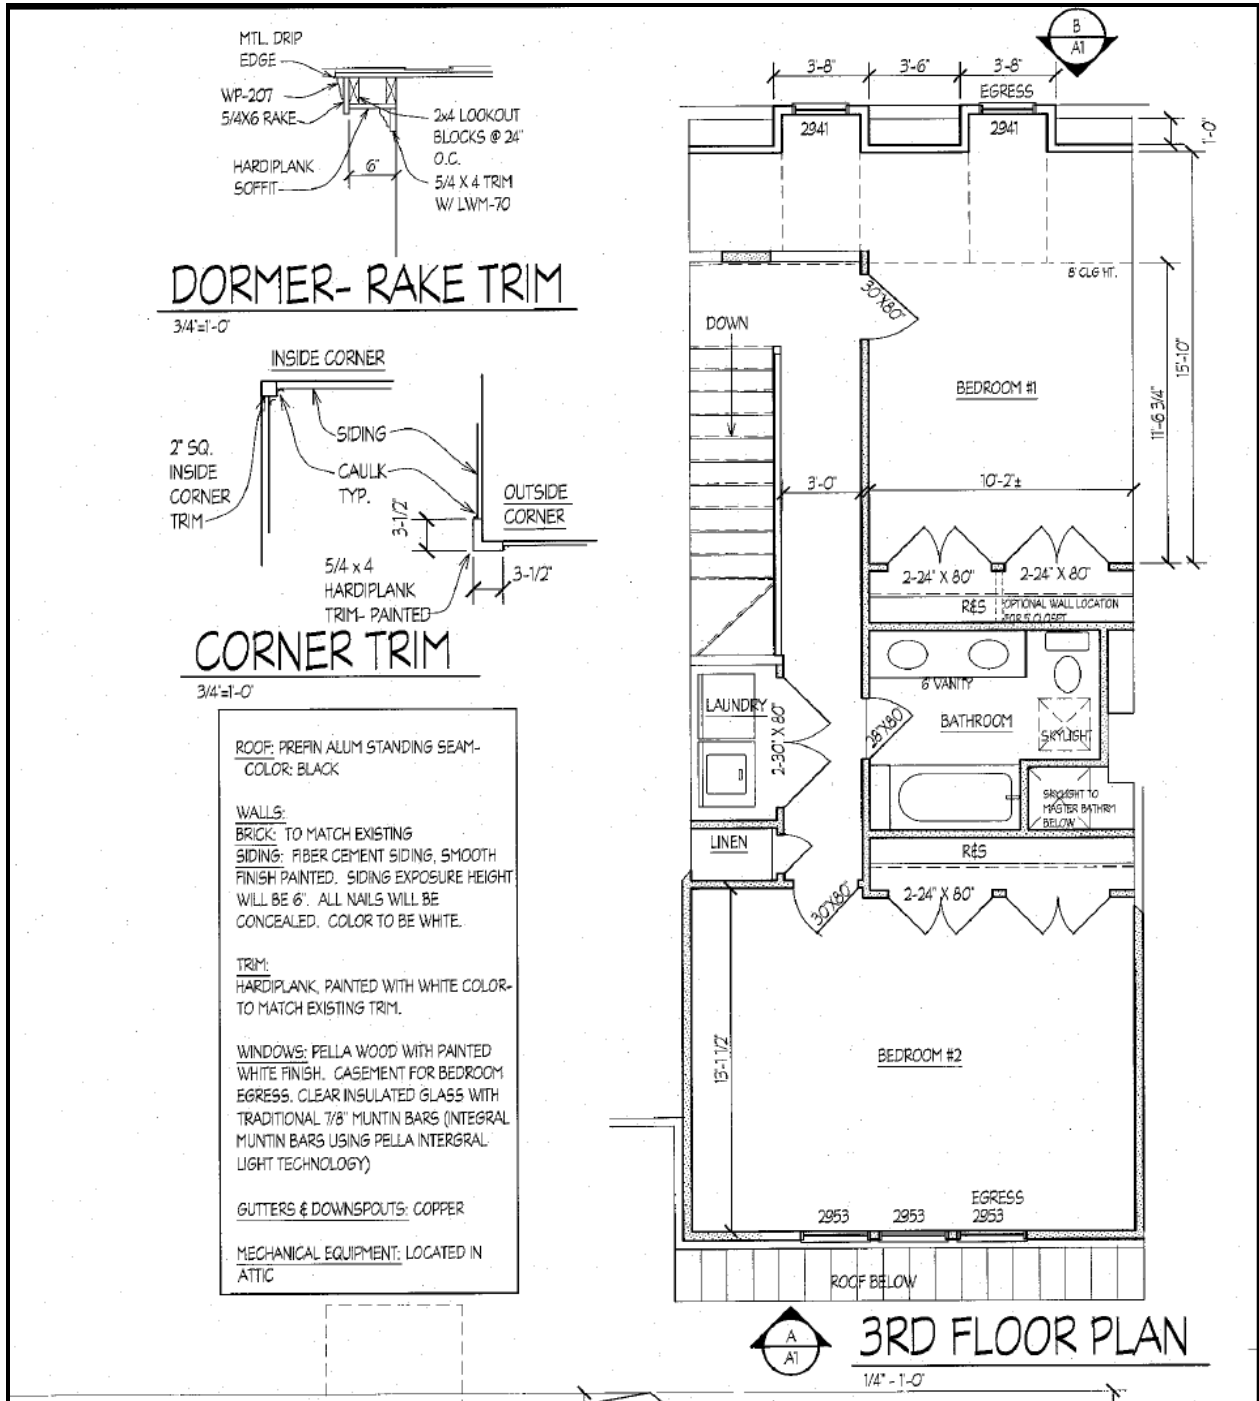 MTL. DRIP
EDGE
WP-207
5/4X6 RAKE
HARDIPLANK
SOFFIT
6"
2x4 LOOKOUT
BLOCKS @ 24"
O.C.
5/4 X 4 TRIM
W/ LWM-70
DORMER- RAKE TRIM
3/4"=1'-0"
INSIDE CORNER
2" SQ.
INSIDE
CORNER
TRIM
SIDING
CAULK
TYP.
3-1/2"
OUTSIDE
CORNER
3-1/2"
5/4 x 4
HARDIPLANK
TRIM- PAINTED
CORNER TRIM
3/4"=1'-0"
ROOF: PREFIN ALUM STANDING SEAM-
COLOR: BLACK
WALLS:
BRICK: TO MATCH EXISTING
SIDING: FIBER CEMENT SIDING, SMOOTH
FINISH PAINTED. SIDING EXPOSURE HEIGHT
WILL BE 6". ALL NAILS WILL BE
CONCEALED. COLOR TO BE WHITE.
TRIM:
HARDIPLANK, PAINTED WITH WHITE COLOR-
TO MATCH EXISTING TRIM.
WINDOWS: PELLA WOOD WITH PAINTED
WHITE FINISH. CASEMENT FOR BEDROOM
EGRESS. CLEAR INSULATED GLASS WITH
TRADITIONAL 7/8" MUNTIN BARS (INTEGRAL
MUNTIN BARS USING PELLA INTERGRAL
LIGHT TECHNOLOGY)
GUTTERS & DOWNSPOUTS: COPPER
MECHANICAL EQUIPMENT: LOCATED IN
ATTIC
B
A1
3'-8"
3'-6"
3'-8"
EGRESS
2941
2941
1'-0"
8' CLG HT.
30"X80"
DOWN
BEDROOM #1
15'-10"
11'-6 3/4"
3'-0"
10'-2"±
2-24" X 80"
2-24" X 80"
R&S
OPTIONAL WALL LOCATION
FOR 5' CLOSET
6' VANITY
LAUNDRY
2-30" X 80"
28"X80"
BATHROOM
SKYLIGHT
SKYLIGHT TO
MASTER BATHRM
BELOW
LINEN
R&S
30"X80"
2-24" X 80"
13'-1 1/2"
BEDROOM #2
EGRESS
2953
2953
2953
ROOF BELOW
A
A1
3RD FLOOR PLAN
1/4" - 1'-0"